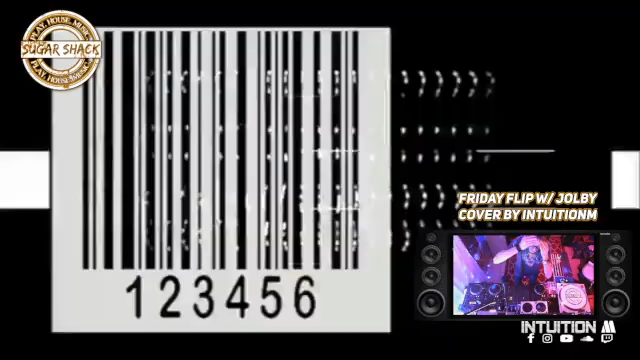 PLAY. HOUSE. MUSIC
SUGAR SHACK
PLAY. HOUSE. MUSIC
FRIDAY FLIP W/ JOLBY
COVER BY INTUITIONM
123456
INTUITION